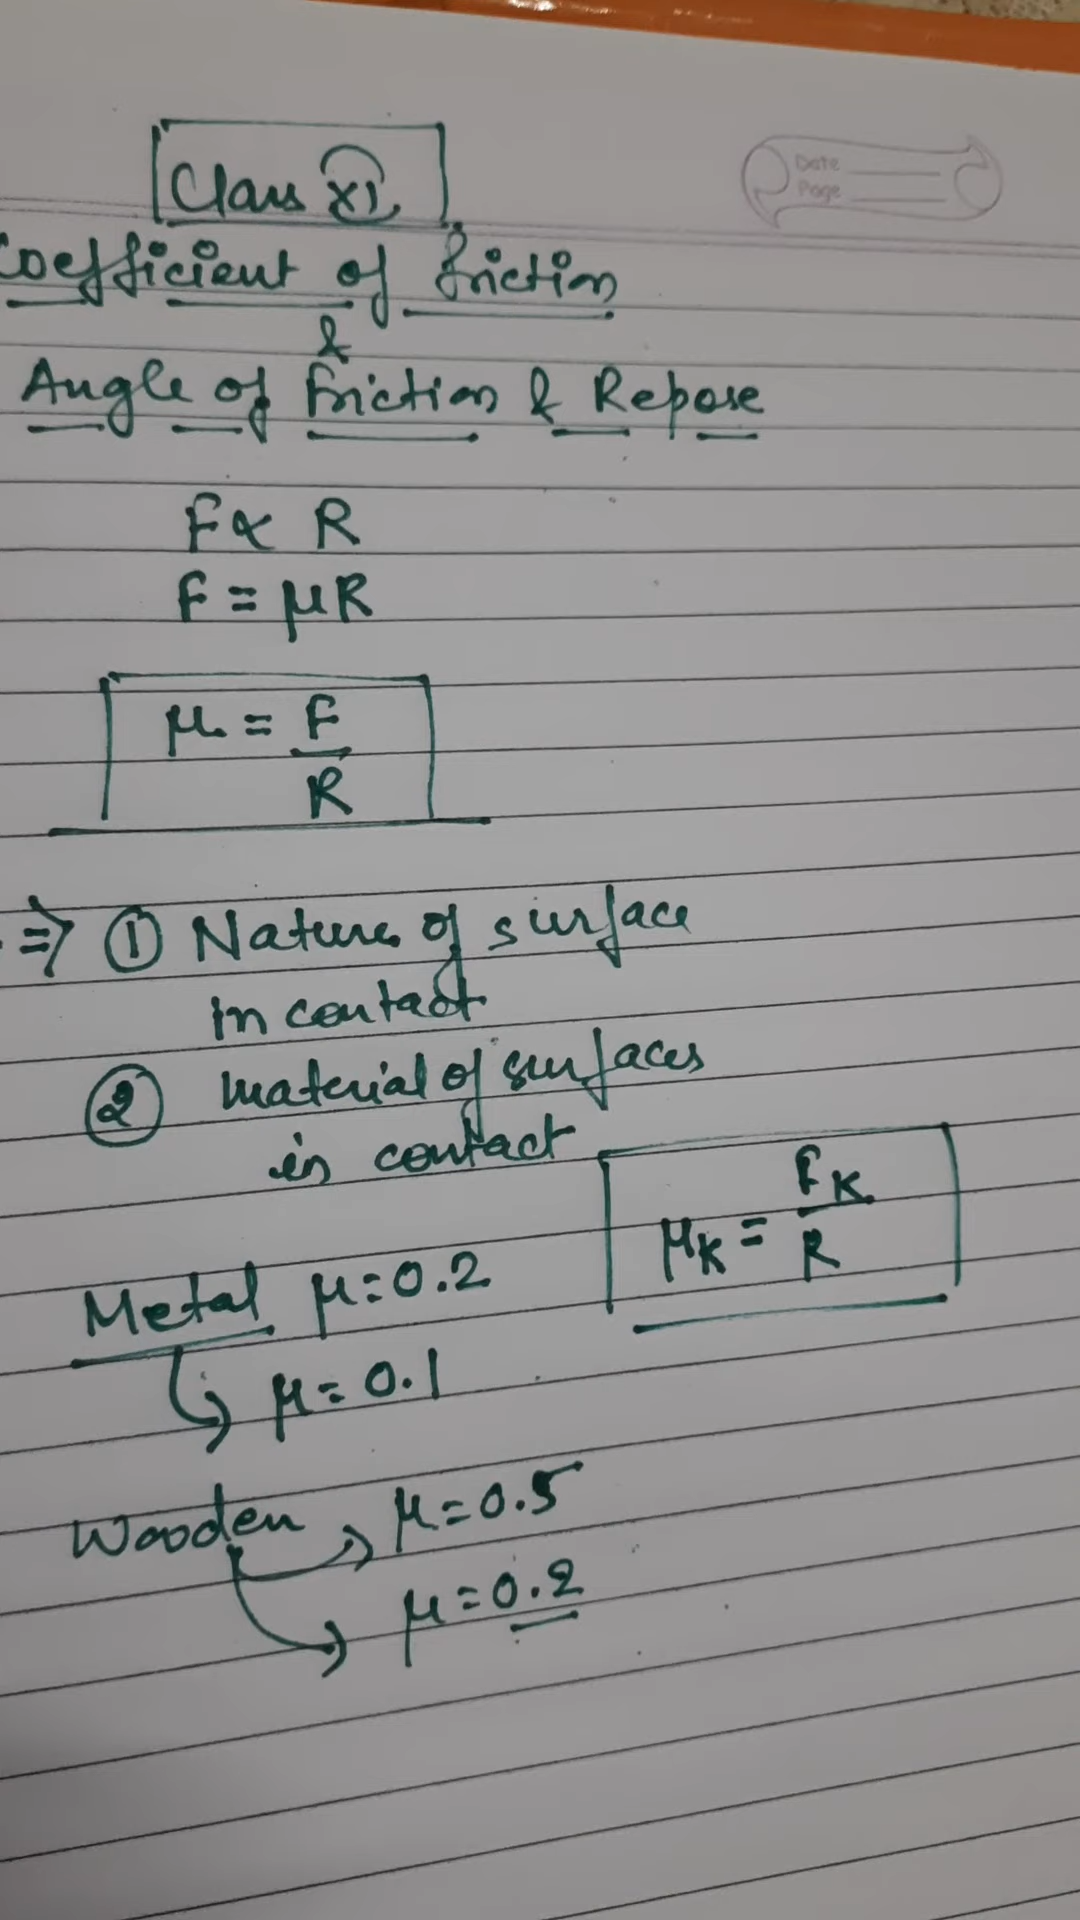 Class XI
Coefficient of friction
&
Angle of Friction & Repose
Date
Page
F ∝ R
F = μR
μ = F
R
⇒ ① Nature of surface
in contact
② material of surfaces
in contact
μK = FK
R
Metal μ = 0.2
μ = 0.1
Wooden μ = 0.5
μ = 0.2